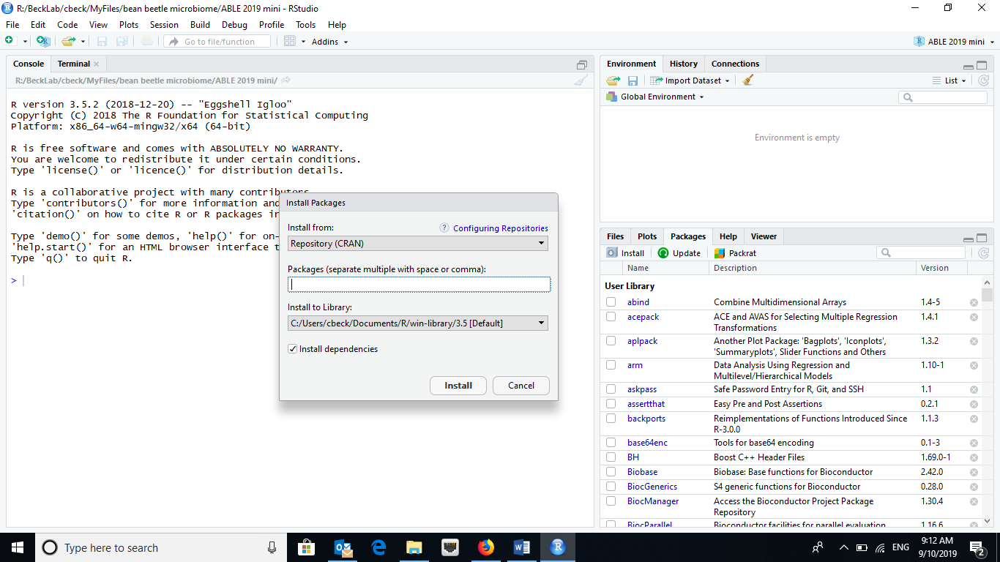 R:/BeckLab/cbeck/MyFiles/bean beetle microbiome/ABLE 2019 mini - RStudio
File Edit Code View Plots Session Build Debug Profile Tools Help
Go to file/function Addins ABLE 2019 mini
Console Terminal
R:/BeckLab/cbeck/MyFiles/bean beetle microbiome/ABLE 2019 mini/
R version 3.5.2 (2018-12-20) -- "Eggshell Igloo"
Copyright (C) 2018 The R Foundation for Statistical Computing
Platform: x86_64-w64-mingw32/x64 (64-bit)
R is free software and comes with ABSOLUTELY NO WARRANTY.
You are welcome to redistribute it under certain conditions.
Type 'license()' or 'licence()' for distribution details.
R is a collaborative project with many contributors.
Type 'contributors()' for more information and
'citation()' on how to cite R or R packages in
Type 'demo()' for some demos, 'help()' for on-
'help.start()' for an HTML browser interface t
Type 'q()' to quit R.
>
Install Packages
Install from: ? Configuring Repositories
Repository (CRAN)
Packages (separate multiple with space or comma):
Install to Library:
C:/Users/cbeck/Documents/R/win-library/3.5 [Default]
Install dependencies
Install Cancel
Environment History Connections
Import Dataset List
Global Environment
Environment is empty
Files Plots Packages Help Viewer
Install Update Packrat
Name Description Version
User Library
abind Combine Multidimensional Arrays 1.4-5
acepack ACE and AVAS for Selecting Multiple Regression 1.4.1
Transformations
aplpack Another Plot Package: 'Bagplots', 'Iconplots', 1.3.2
'Summaryplots', Slider Functions and Others
arm Data Analysis Using Regression and 1.10-1
Multilevel/Hierarchical Models
askpass Safe Password Entry for R, Git, and SSH 1.1
assertthat Easy Pre and Post Assertions 0.2.1
backports Reimplementations of Functions Introduced Since 1.1.3
R-3.0.0
base64enc Tools for base64 encoding 0.1-3
BH Boost C++ Header Files 1.69.0-1
Biobase Biobase: Base functions for Bioconductor 2.42.0
BiocGenerics S4 generic functions for Bioconductor 0.28.0
BiocManager Access the Bioconductor Project Package 1.30.4
Repository
BiocParallel Bioconductor facilities for parallel evaluation 1.16.6
Type here to search
ENG
9:12 AM
9/10/2019
2